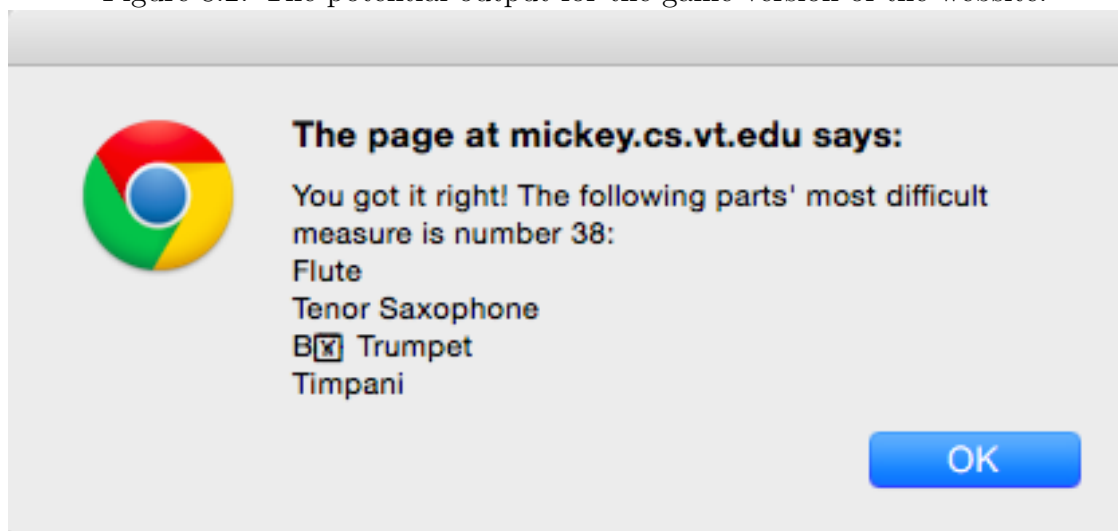 The page at mickey.cs.vt.edu says:
You got it right! The following parts' most difficult
measure is number 38:
Flute
Tenor Saxophone
B Trumpet
Timpani
OK